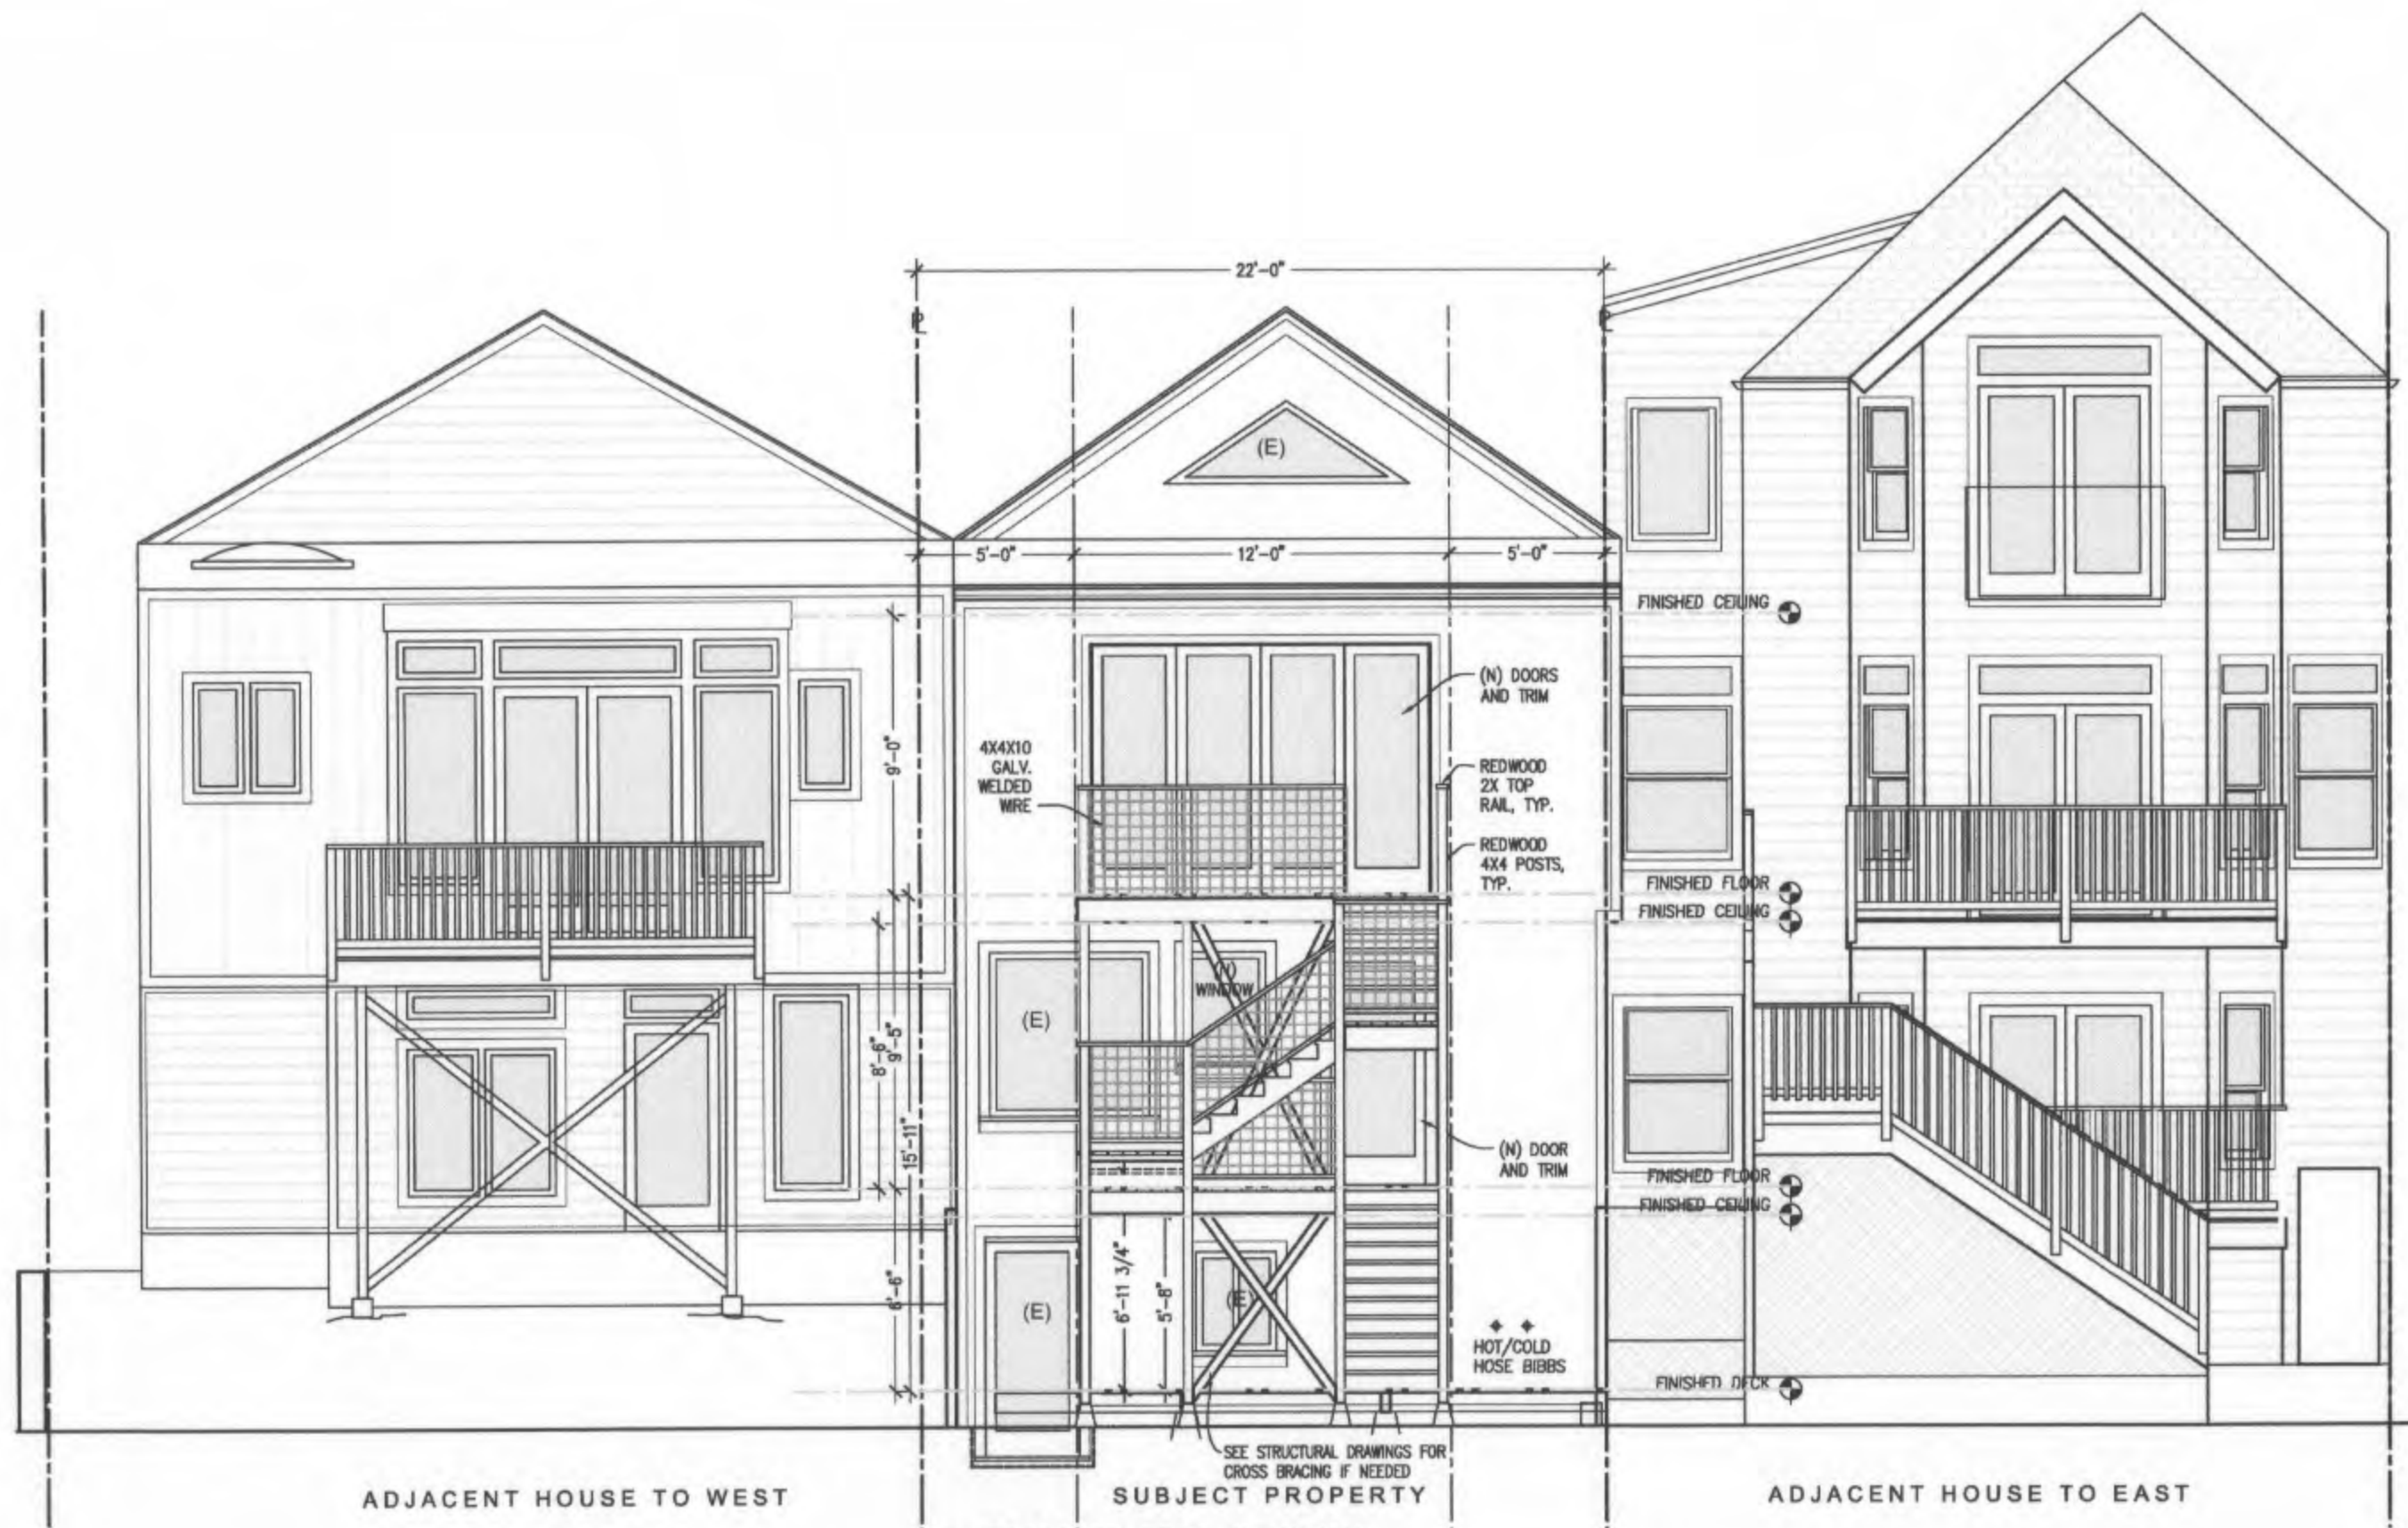 22'-0"
PL
PL
(E)
5'-0"
12'-0"
5'-0"
FINISHED CEILING
(N) DOORS
AND TRIM
4X4X10
GALV.
WELDED
WIRE
9'-0"
REDWOOD
2X TOP
RAIL, TYP.
REDWOOD
4X4 POSTS,
TYP.
FINISHED FLOOR
FINISHED CEILING
(N)
WINDOW
(E)
8'-6"
9'-5"
15'-11"
(N) DOOR
AND TRIM
FINISHED FLOOR
FINISHED CEILING
6'-6"
6'-11 3/4"
5'-8"
(E)
(E)
HOT/COLD
HOSE BIBBS
FINISHED DECK
SEE STRUCTURAL DRAWINGS FOR
CROSS BRACING IF NEEDED
ADJACENT HOUSE TO WEST
SUBJECT PROPERTY
ADJACENT HOUSE TO EAST